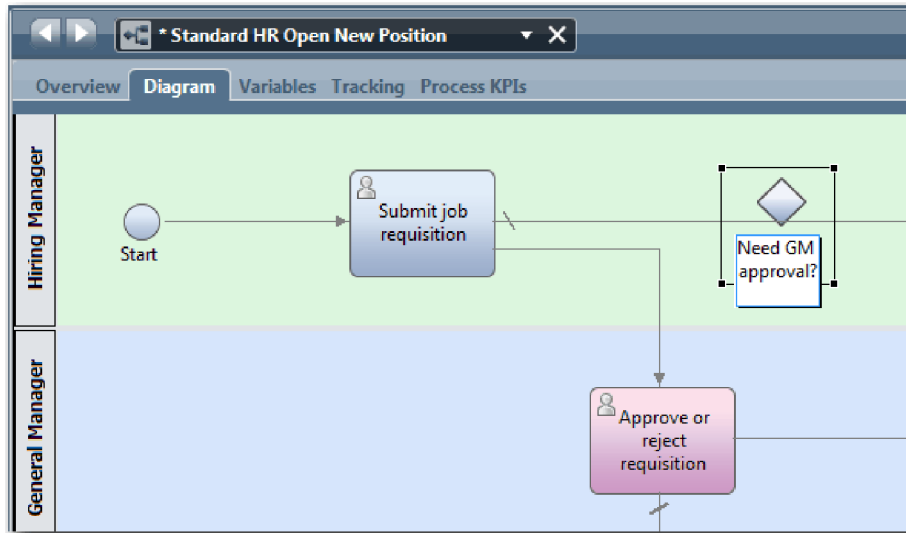 * Standard HR Open New Position
Overview Diagram Variables Tracking Process KPIs
Hiring Manager
Start
Submit job
requisition
Need GM
approval?
General Manager
Approve or
reject
requisition